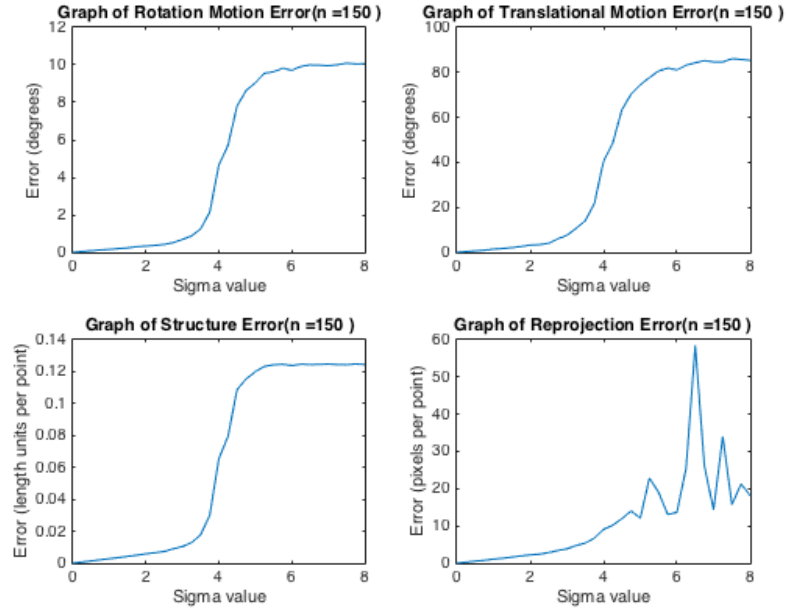 Graph of Rotation Motion Error(n =150 )
12
10
8
6
4
2
0
Error (degrees)
0 2 4 6 8
Sigma value
Graph of Translational Motion Error(n =150 )
100
80
60
40
20
0
Error (degrees)
0 2 4 6 8
Sigma value
Graph of Structure Error(n =150 )
0.14
0.12
0.1
0.08
0.06
0.04
0.02
0
Error (length units per point)
0 2 4 6 8
Sigma value
Graph of Reprojection Error(n =150 )
60
50
40
30
20
10
0
Error (pixels per point)
0 2 4 6 8
Sigma value